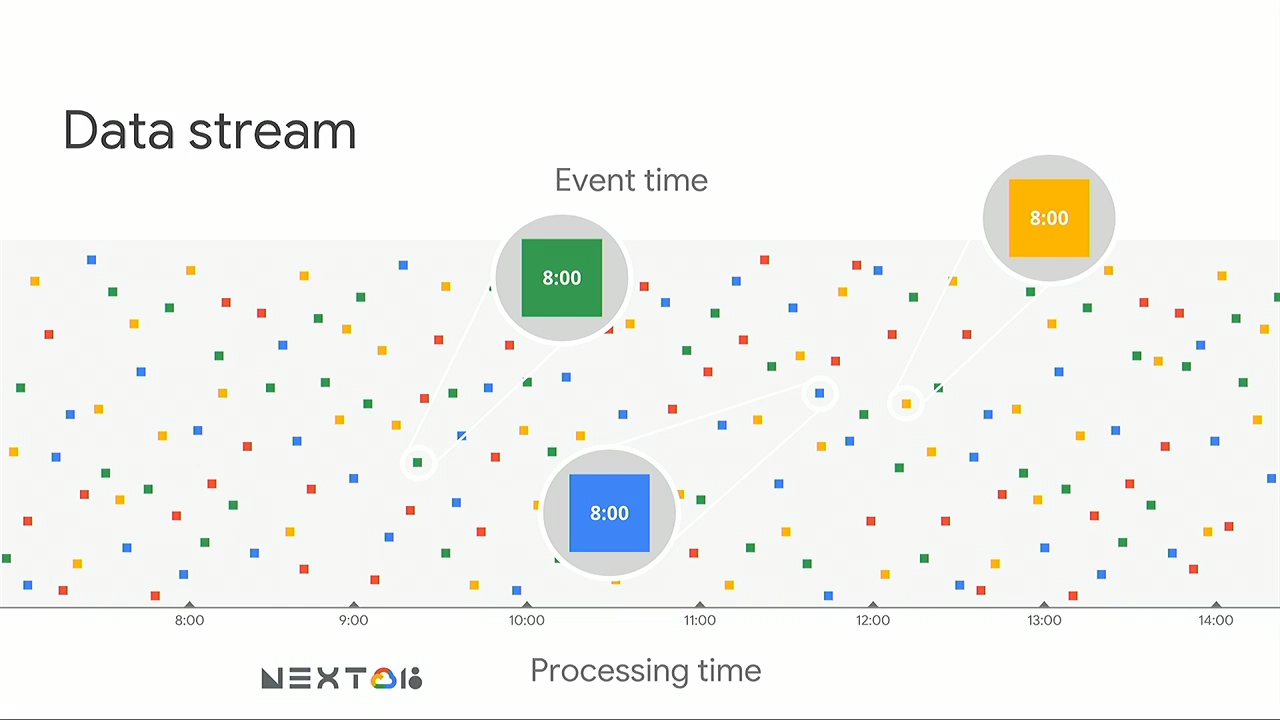 Data stream
Event time
8:00
8:00
8:00
8:00
9:00
10:00
11:00
12:00
13:00
14:00
NEXT 18
Processing time